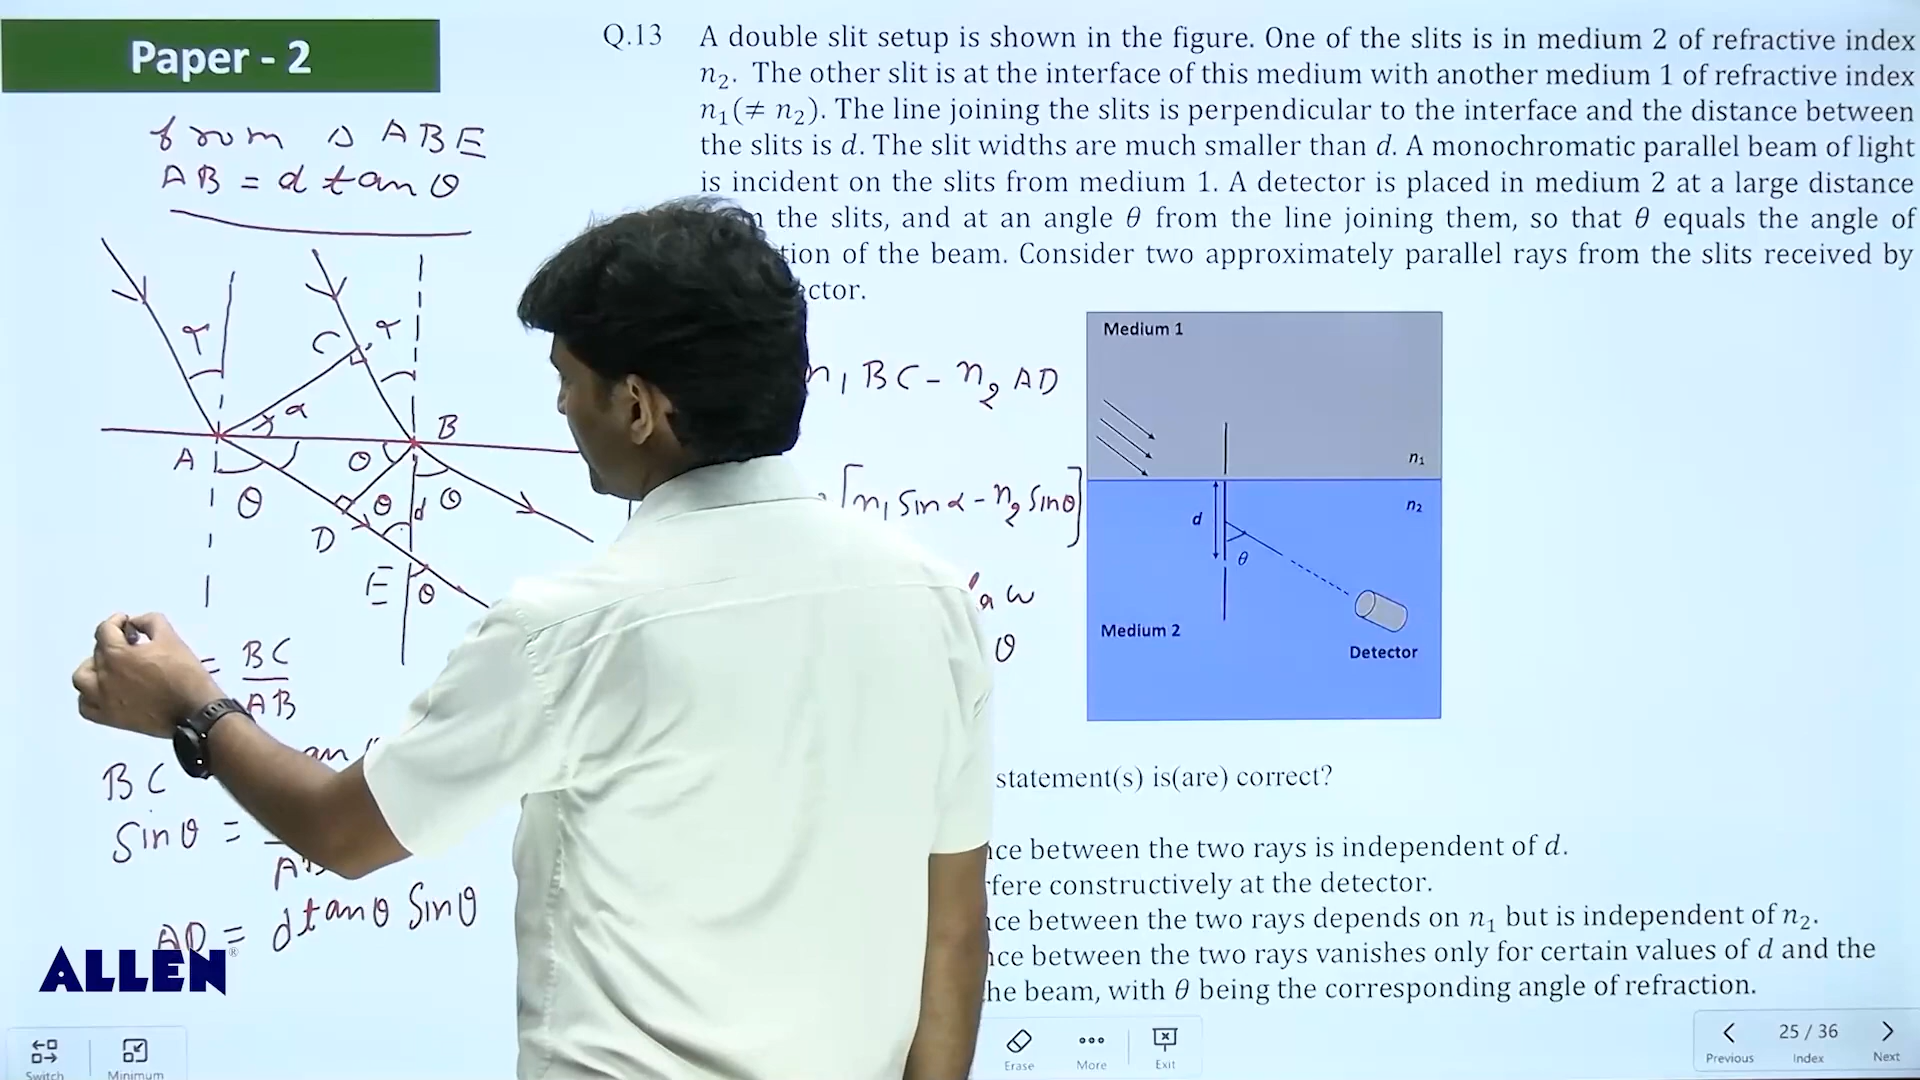 Paper - 2
from △ ABE
AB = d tan θ
Q.13 A double slit setup is shown in the figure. One of the slits is in medium 2 of refractive index
n₂. The other slit is at the interface of this medium with another medium 1 of refractive index
n₁(≠ n₂). The line joining the slits is perpendicular to the interface and the distance between
the slits is d. The slit widths are much smaller than d. A monochromatic parallel beam of light
is incident on the slits from medium 1. A detector is placed in medium 2 at a large distance
the slits, and at an angle θ from the line joining them, so that θ equals the angle of
of the beam. Consider two approximately parallel rays from the slits received by
C
α
B
A
θ
θ
θ
θ
d
D
E
θ
= BC
AB
BC
sin θ =
AD = d tan θ Sin θ
n₁ BC - n₂ AD
[n₁ Sin α - n₂ Sin θ]
θ
Medium 1
n₁
n₂
d
θ
Medium 2
Detector
statement(s) is(are) correct?
between the two rays is independent of d.
constructively at the detector.
between the two rays depends on n₁ but is independent of n₂.
between the two rays vanishes only for certain values of d and the
beam, with θ being the corresponding angle of refraction.
ALLEN®
Switch
Minimum
Erase
More
Exit
Previous
25 / 36
Index
Next